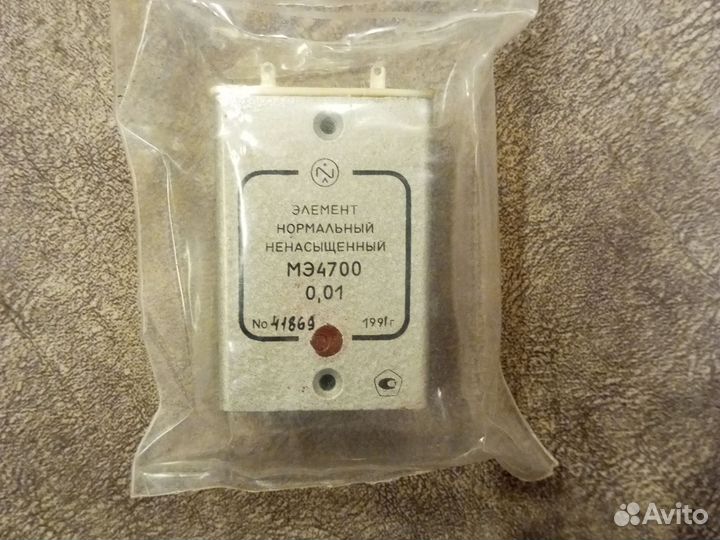 ЭЛЕМЕНТ
НОРМАЛЬНЫЙ
НЕНАСЫЩЕННЫЙ
МЭ4700
0,01
No 41869 1991г
Avito